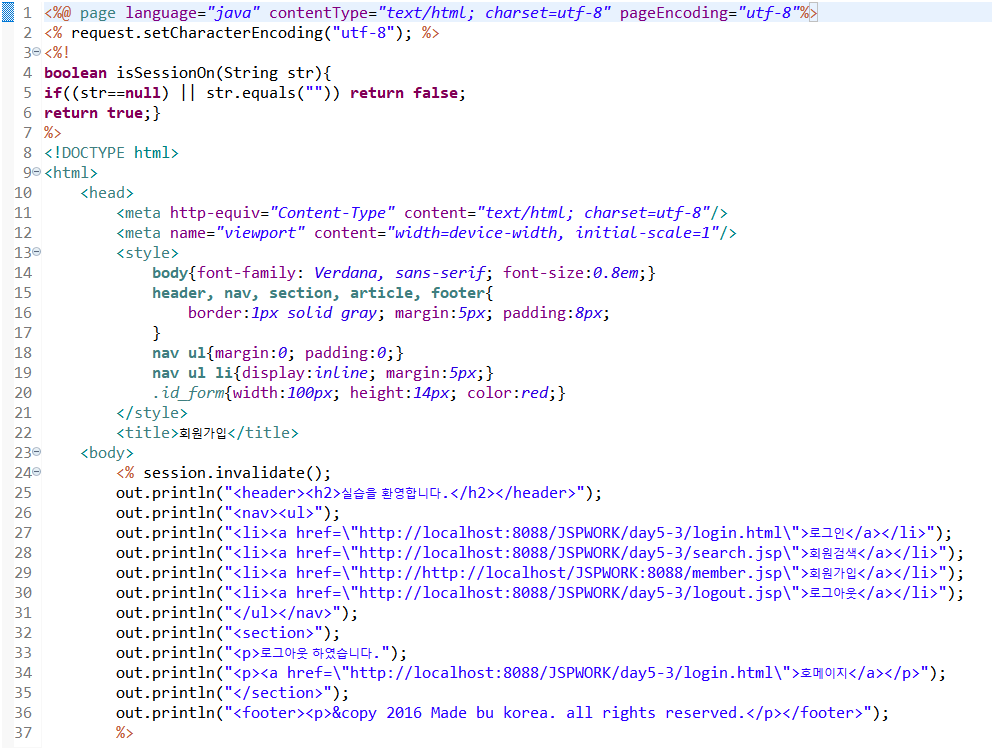 1 <%@ page language="java" contentType="text/html; charset=utf-8" pageEncoding="utf-8"%>
2 <% request.setCharacterEncoding("utf-8"); %>
3 <%!
4 boolean isSessionOn(String str){
5 if((str==null) || str.equals("")) return false;
6 return true;}
7 %>
8 <!DOCTYPE html>
9 <html>
10     <head>
11         <meta http-equiv="Content-Type" content="text/html; charset=utf-8"/>
12         <meta name="viewport" content="width=device-width, initial-scale=1"/>
13         <style>
14             body{font-family: Verdana, sans-serif; font-size:0.8em;}
15             header, nav, section, article, footer{
16                 border:1px solid gray; margin:5px; padding:8px;
17             }
18             nav ul{margin:0; padding:0;}
19             nav ul li{display:inline; margin:5px;}
20             .id_form{width:100px; height:14px; color:red;}
21         </style>
22         <title>회원가입</title>
23     <body>
24         <% session.invalidate();
25         out.println("<header><h2>실습을 환영합니다.</h2></header>");
26         out.println("<nav><ul>");
27         out.println("<li><a href=\"http://localhost:8088/JSPWORK/day5-3/login.html\">로그인</a></li>");
28         out.println("<li><a href=\"http://localhost:8088/JSPWORK/day5-3/search.jsp\">회원검색</a></li>");
29         out.println("<li><a href=\"http://http://localhost/JSPWORK:8088/member.jsp\">회원가입</a></li>");
30         out.println("<li><a href=\"http://localhost:8088/JSPWORK/day5-3/logout.jsp\">로그아웃</a></li>");
31         out.println("</ul></nav>");
32         out.println("<section>");
33         out.println("<p>로그아웃 하였습니다.");
34         out.println("<p><a href=\"http://localhost:8088/JSPWORK/day5-3/login.html\">호메이지</a></p>");
35         out.println("</section>");
36         out.println("<footer><p>&copy 2016 Made bu korea. all rights reserved.</p></footer>");
37         %>